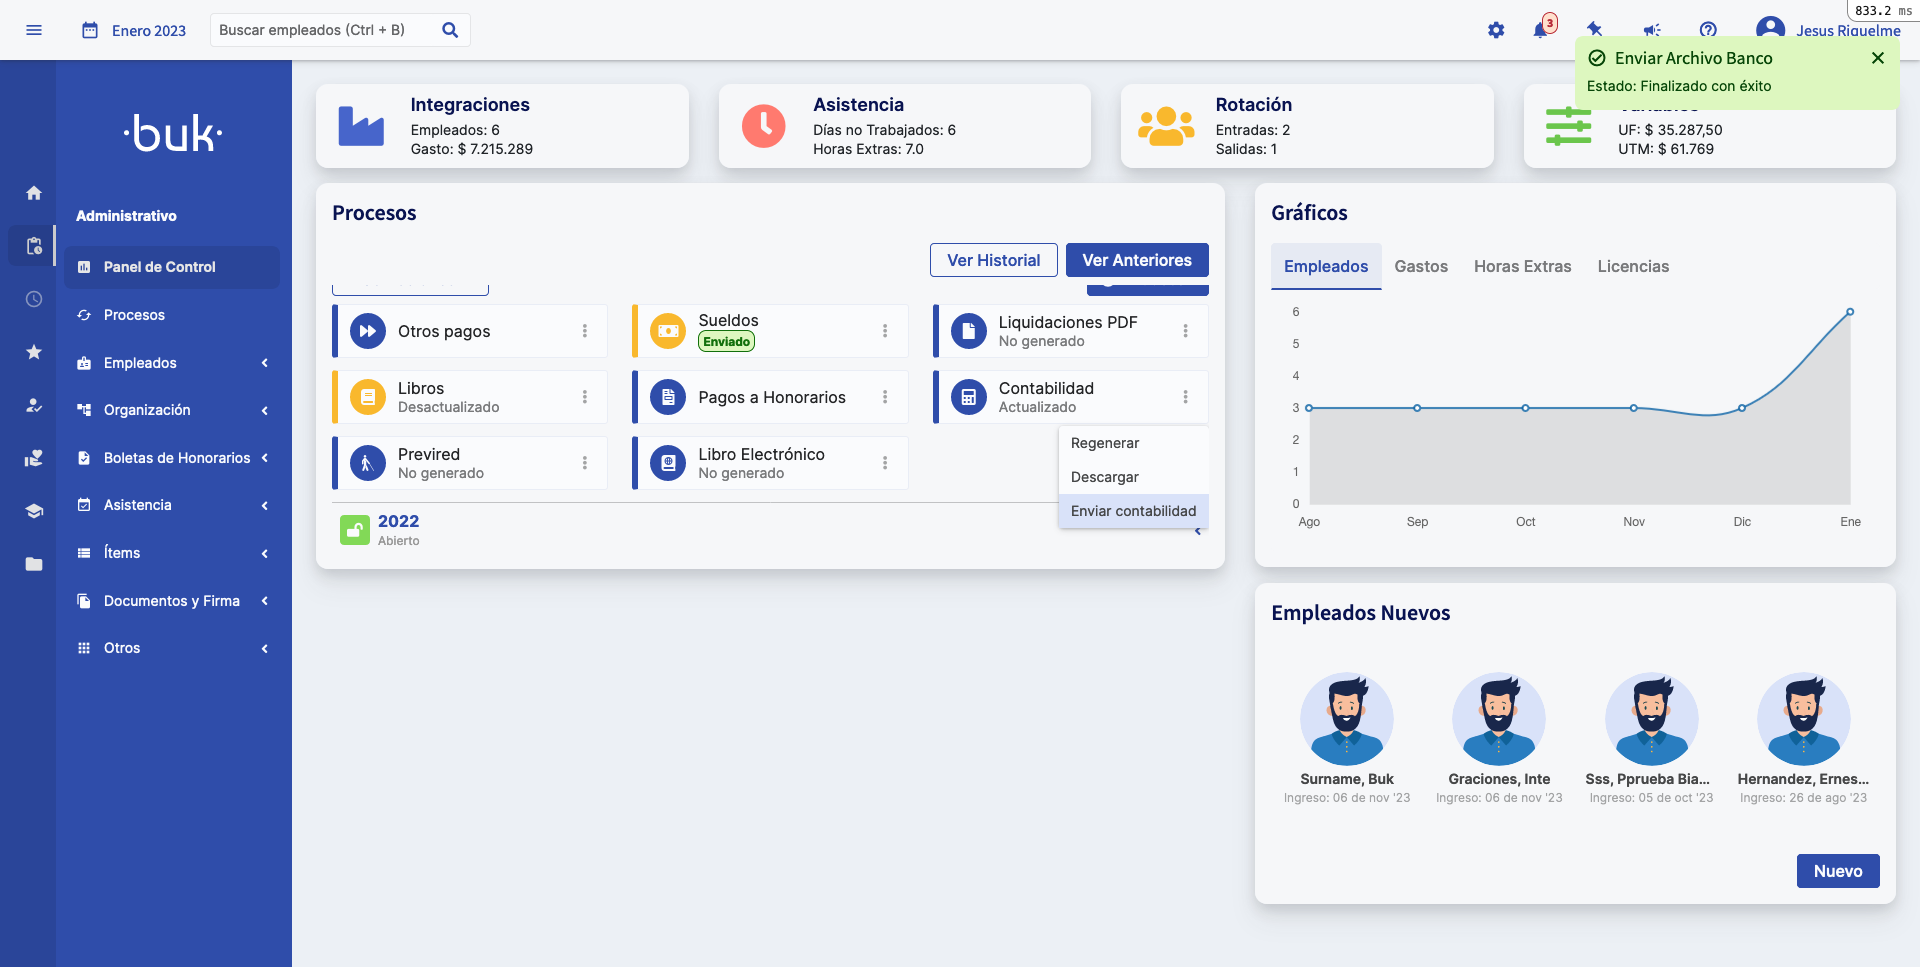 833.2 ms
Enero 2023
Buscar empleados (Ctrl + B)
3
Jesus Riquelme
Enviar Archivo Banco
Estado: Finalizado con éxito
·buk·
Administrativo
Panel de Control
Procesos
Empleados
Organización
Boletas de Honorarios
Asistencia
Ítems
Documentos y Firma
Otros
Integraciones
Empleados: 6
Gasto: $ 7.215.289
Asistencia
Días no Trabajados: 6
Horas Extras: 7.0
Rotación
Entradas: 2
Salidas: 1
UF: $ 35.287,50
UTM: $ 61.769
Procesos
Ver Historial
Ver Anteriores
Otros pagos
Sueldos
Enviado
Liquidaciones PDF
No generado
Libros
Desactualizado
Pagos a Honorarios
Contabilidad
Actualizado
Previred
No generado
Libro Electrónico
No generado
Regenerar
Descargar
Enviar contabilidad
2022
Abierto
Gráficos
Empleados
Gastos
Horas Extras
Licencias
6
5
4
3
2
1
0
Ago
Sep
Oct
Nov
Dic
Ene
Empleados Nuevos
Surname, Buk
Ingreso: 06 de nov '23
Graciones, Inte
Ingreso: 06 de nov '23
Sss, Pprueba Bia...
Ingreso: 05 de oct '23
Hernandez, Ernes...
Ingreso: 26 de ago '23
Nuevo